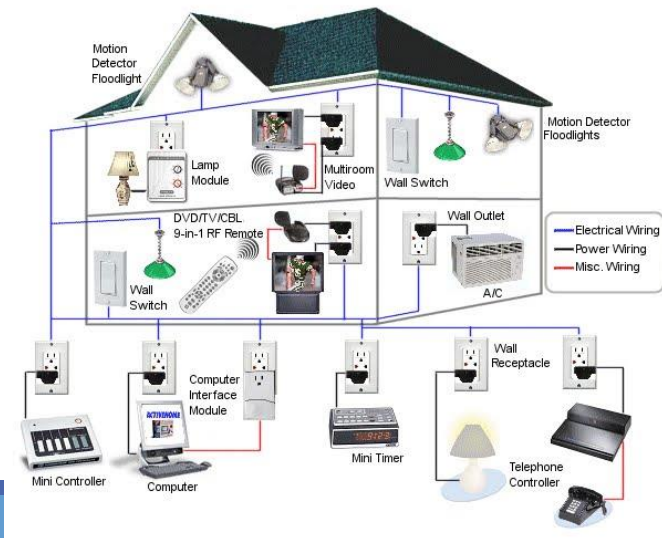 Motion
Detector
Floodlight
Motion Detector
Floodlights
Lamp
Module
Multiroom
Video
Wall Switch
DVD/TV/CBL
9-in-1 RF Remote
Wall Outlet
Electrical Wiring
Power Wiring
Misc. Wiring
Wall
Switch
A/C
Computer
Interface
Module
Wall
Receptacle
ACTIVEHOME
Mini Controller
Computer
Mini Timer
Telephone
Controller